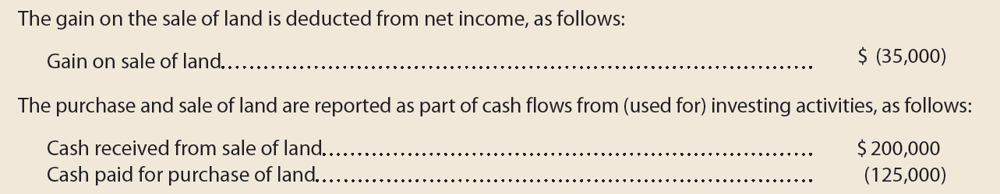 The gain on the sale of land is deducted from net income, as follows:
Gain on sale of land.......... $ (35,000)
The purchase and sale of land are reported as part of cash flows from (used for) investing activities, as follows:
Cash received from sale of land.......... $ 200,000
Cash paid for purchase of land.......... (125,000)